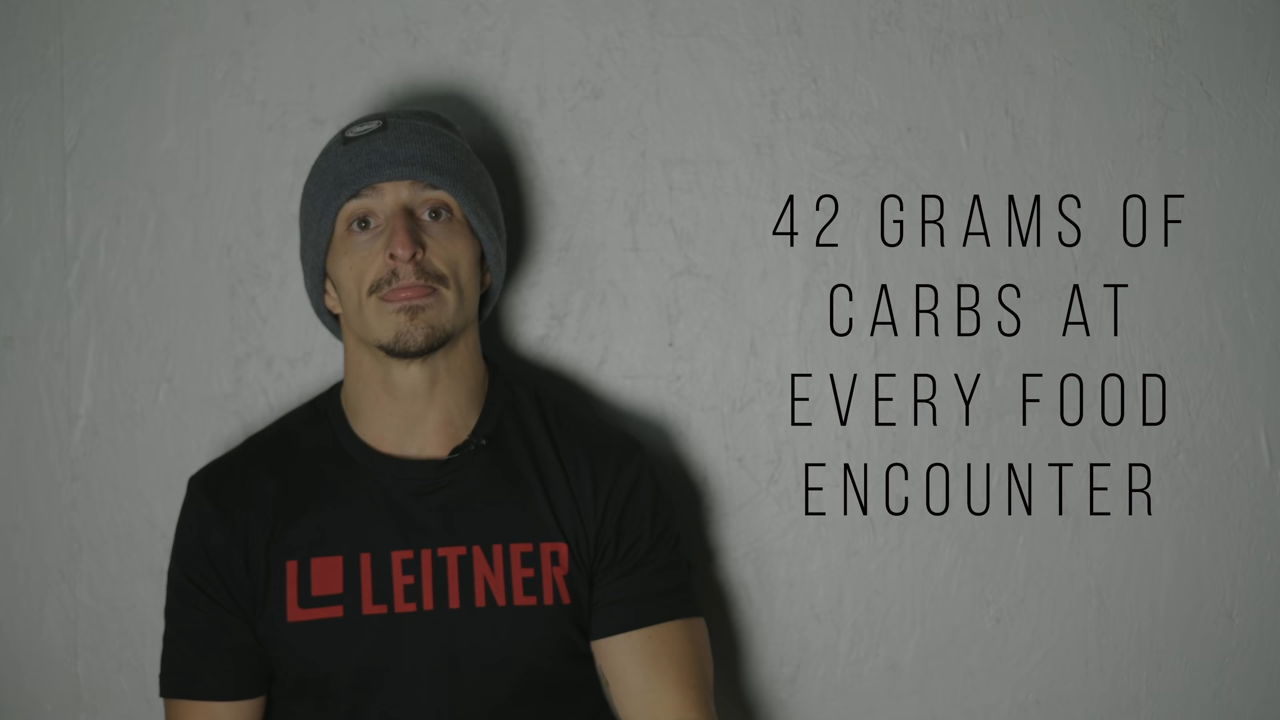 LEITNER
42 GRAMS OF
CARBS AT
EVERY FOOD
ENCOUNTER